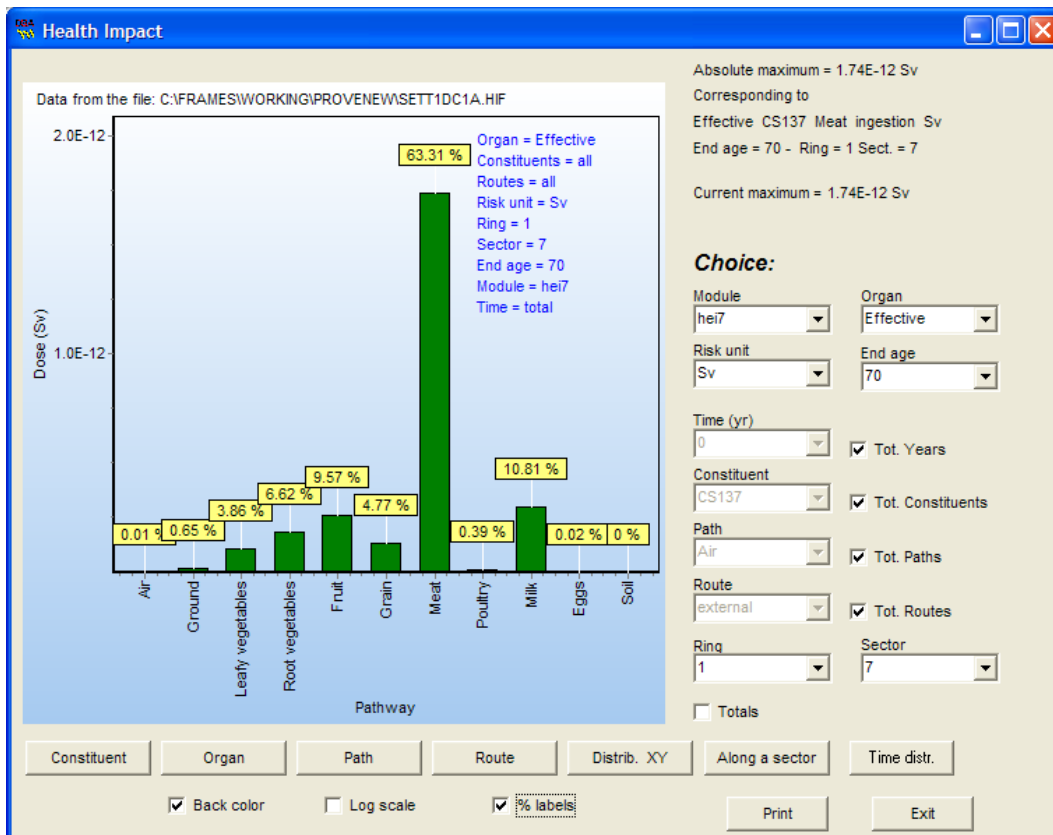 Health Impact
Data from the file: C:\FRAMES\WORKING\PROVENEW\SETT1DC1A.HIF
2.0E-12
1.0E-12
Dose (Sv)
63.31 %
Organ = Effective
Constituents = all
Routes = all
Risk unit = Sv
Ring = 1
Sector = 7
End age = 70
Module = hei7
Time = total
0.01 %
0.65 %
3.86 %
6.62 %
9.57 %
4.77 %
0.39 %
10.81 %
0.02 %
0 %
Air
Ground
Leafy vegetables
Root vegetables
Fruit
Grain
Meat
Poultry
Milk
Eggs
Soil
Pathway
Absolute maximum = 1.74E-12 Sv
Corresponding to
Effective CS137 Meat ingestion Sv
End age = 70 - Ring = 1 Sect. = 7
Current maximum = 1.74E-12 Sv
Choice:
Module
Organ
hei7
Effective
Risk unit
End age
Sv
70
Time (yr)
0
Tot. Years
Constituent
CS137
Tot. Constituents
Path
Air
Tot. Paths
Route
external
Tot. Routes
Ring
Sector
1
7
Totals
Constituent
Organ
Path
Route
Distrib. XY
Along a sector
Time distr.
Back color
Log scale
% labels
Print
Exit